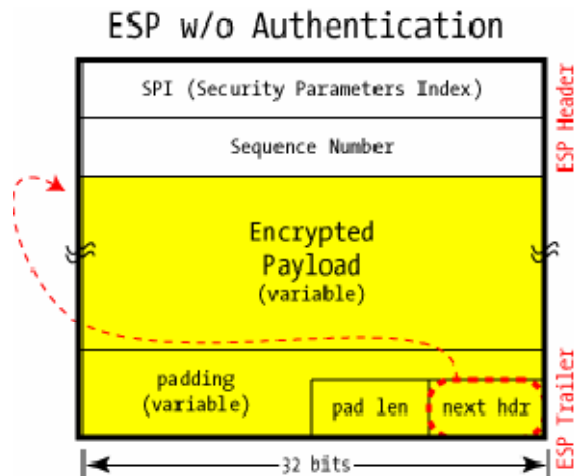 ESP w/o Authentication
SPI (Security Parameters Index)
ESP Header
Sequence Number
Encrypted
Payload
(variable)
padding
(variable)
pad len
next hdr
ESP Trailer
32 bits